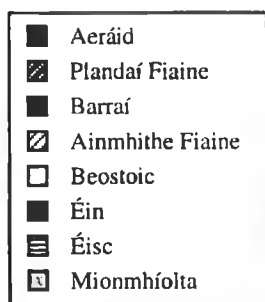 Aeráid
Plandaí Fiaine
Barraí
Ainmhithe Fiaine
Beostoic
Éin
Éisc
Mionmhíolta